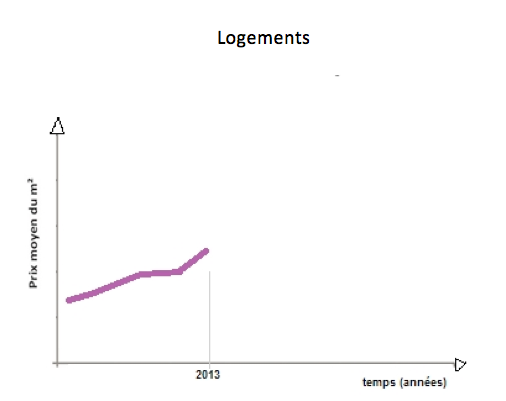 Logements
Prix moyen du m²
2013
temps (années)